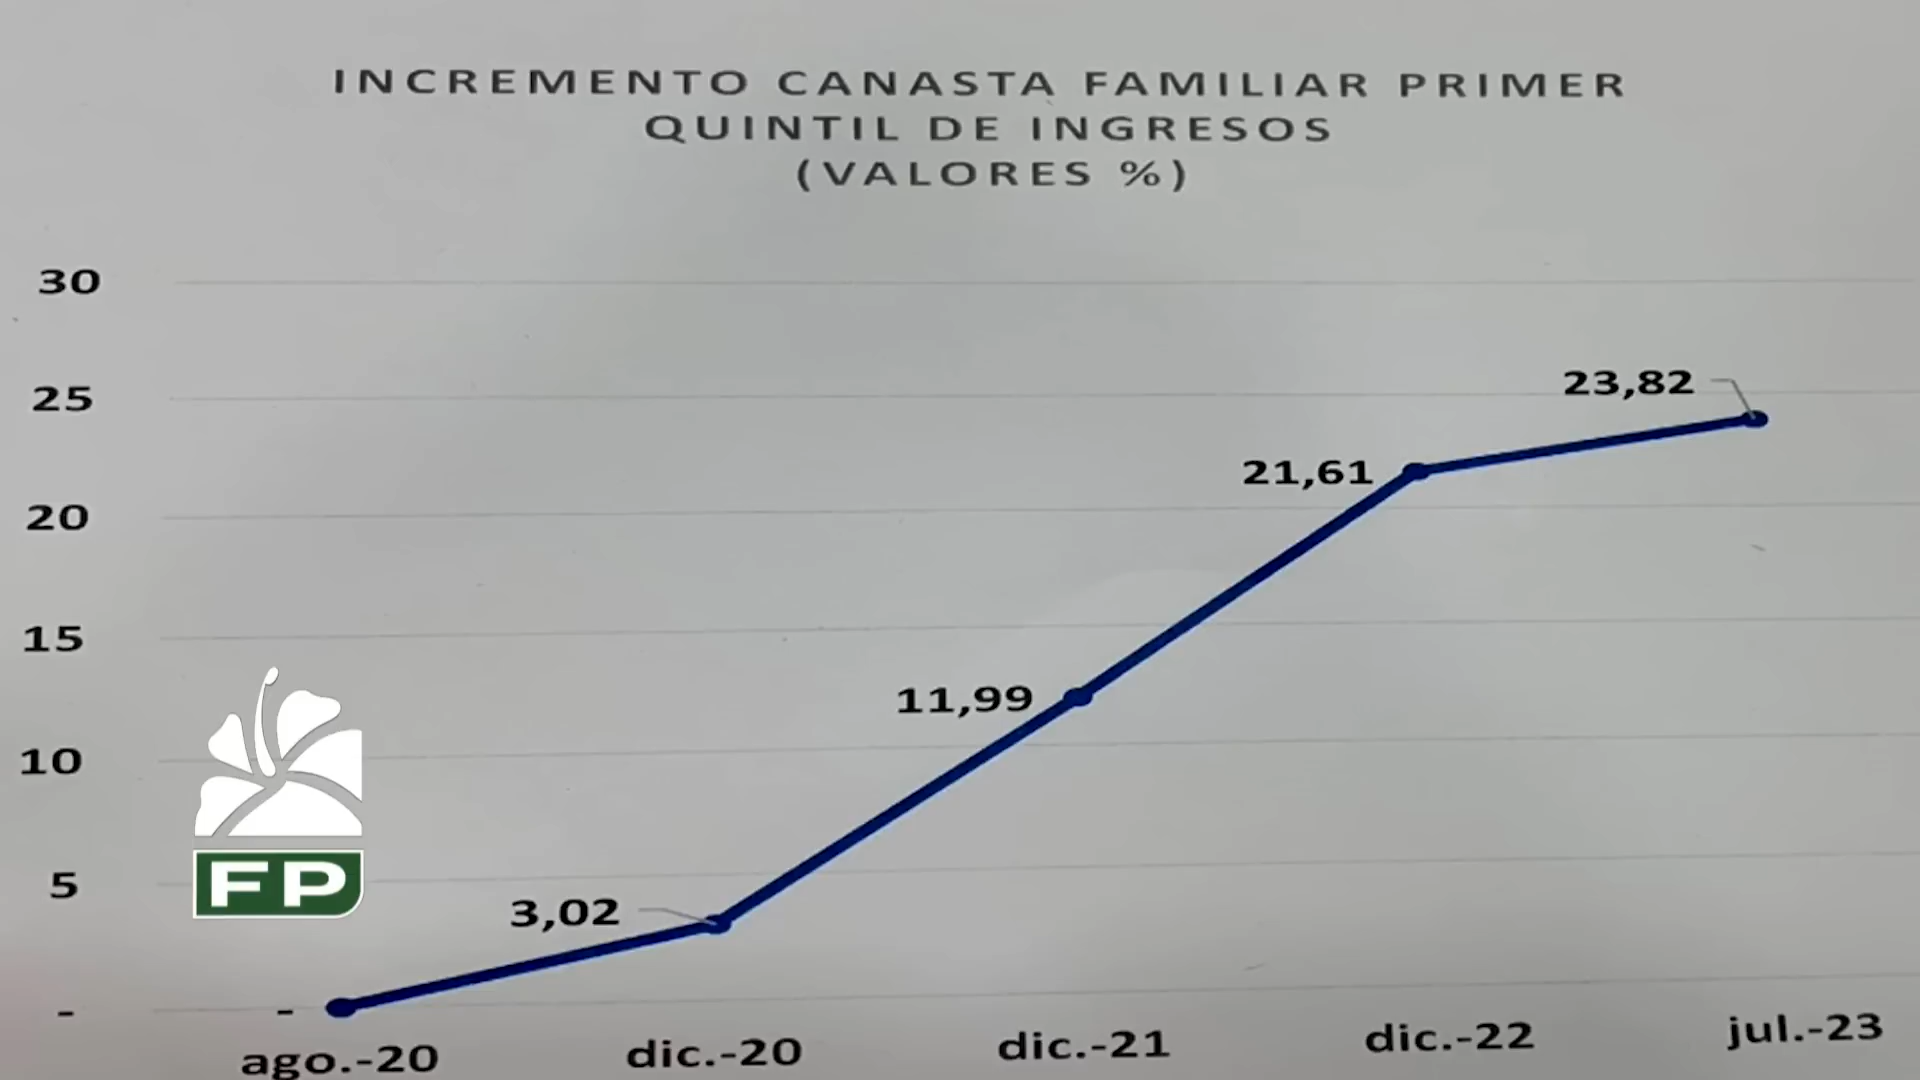 INCREMENTO CANASTA FAMILIAR PRIMER
QUINTIL DE INGRESOS
(VALORES %)
30
25
20
15
10
5
-
-
3,02
11,99
21,61
23,82
ago.-20
dic.-20
dic.-21
dic.-22
jul.-23
FP